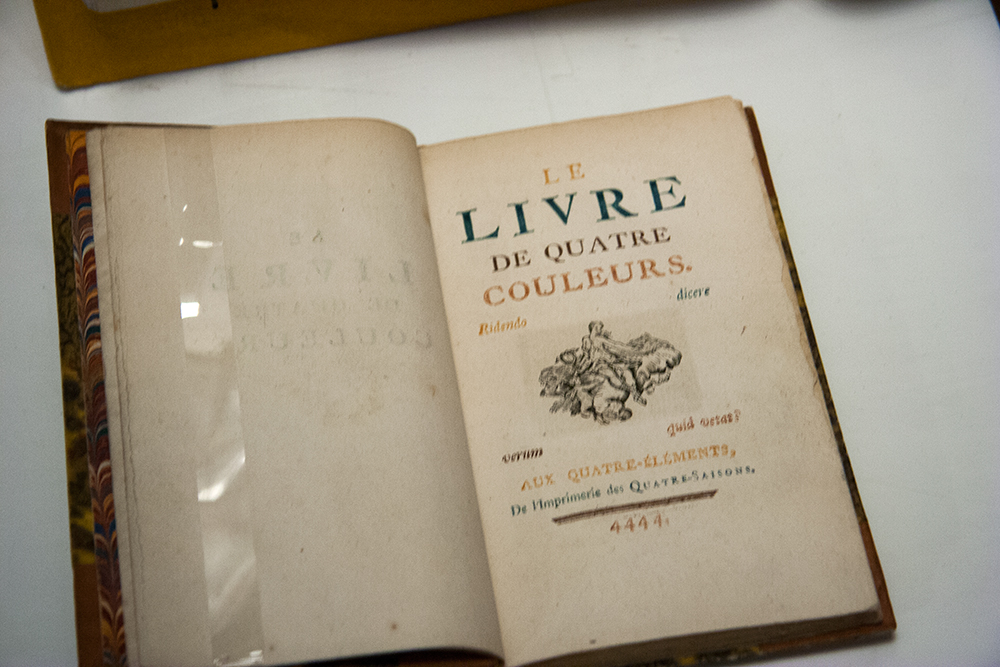 LE
LIVRE
DE QUATRE
COULEURS.
Ridendo dicere
verum quid vetat?
AUX QUATRE-ÉLÉMENTS,
De l'Imprimerie des QUATRE-SAISONS.
4444.